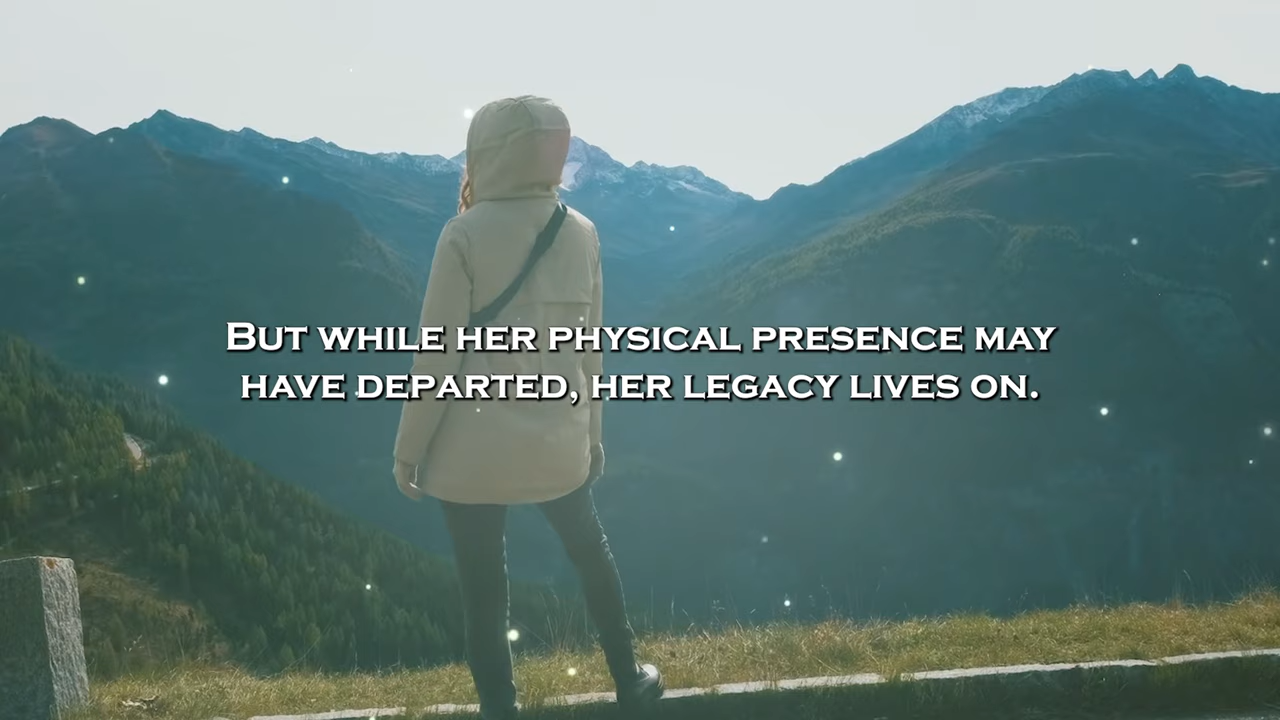 But while her physical presence may
have departed, her legacy lives on.